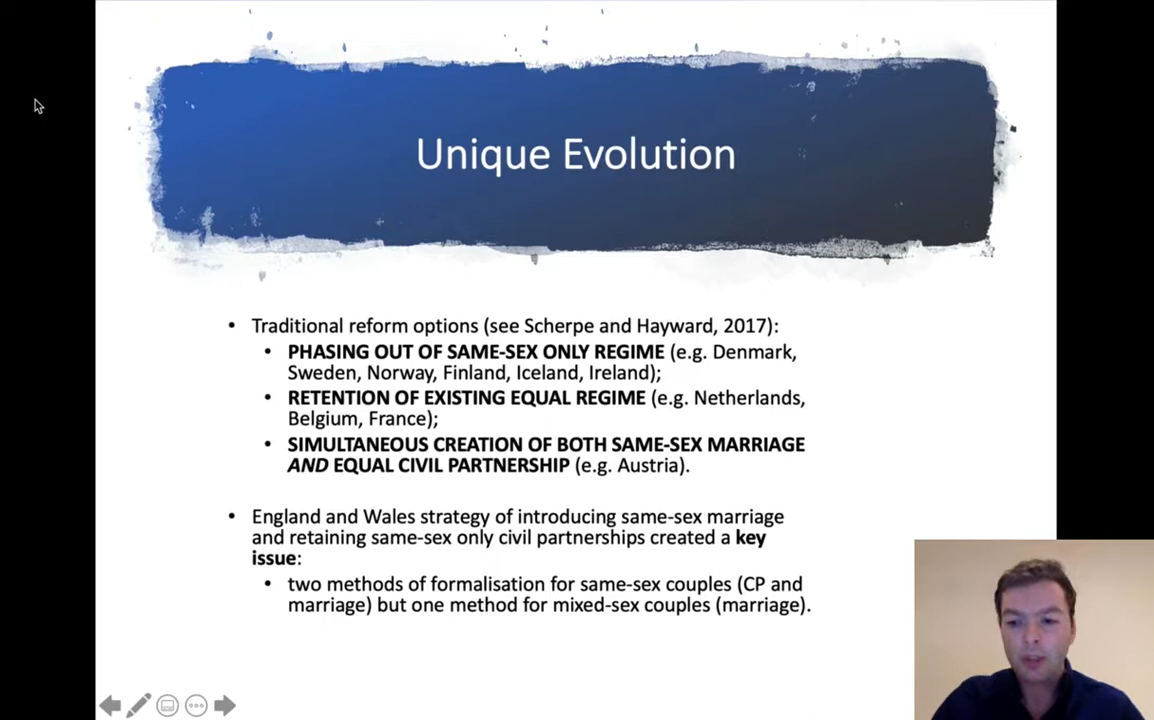 Unique Evolution
• Traditional reform options (see Scherpe and Hayward, 2017):
• PHASING OUT OF SAME-SEX ONLY REGIME (e.g. Denmark,
Sweden, Norway, Finland, Iceland, Ireland);
• RETENTION OF EXISTING EQUAL REGIME (e.g. Netherlands,
Belgium, France);
• SIMULTANEOUS CREATION OF BOTH SAME-SEX MARRIAGE
AND EQUAL CIVIL PARTNERSHIP (e.g. Austria).
• England and Wales strategy of introducing same-sex marriage
and retaining same-sex only civil partnerships created a key
issue:
• two methods of formalisation for same-sex couples (CP and
marriage) but one method for mixed-sex couples (marriage).